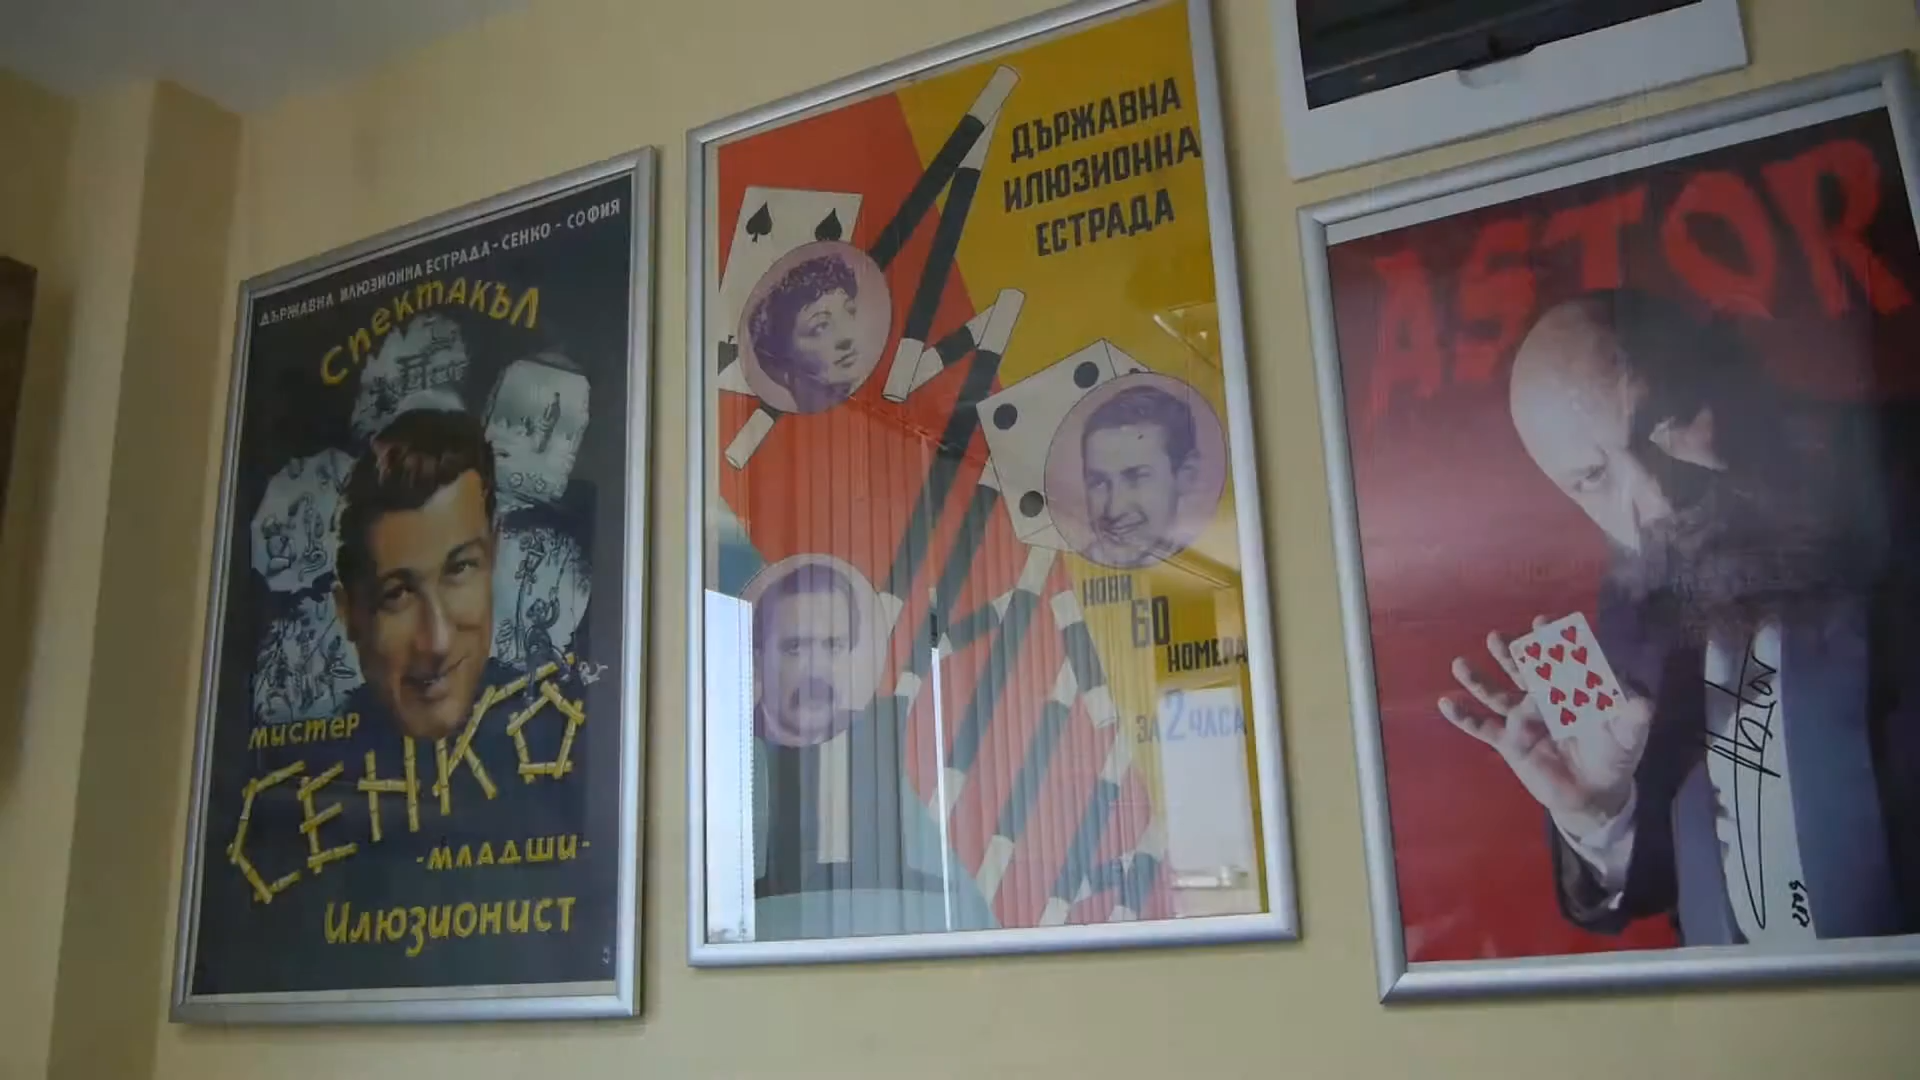 ДЪРЖАВНА ИЛЮЗИОННА ЕСТРАДА-СЕНКО-СОФИЯ
Спектакъл
мистер
СЕНКО
-младши-
Илюзионист
ДЪРЖАВНА
ИЛЮЗИОННА
ЕСТРАДА
НОВИ
60
НОМЕРА
ЗА 2 ЧАСА
ASTOR
Astor